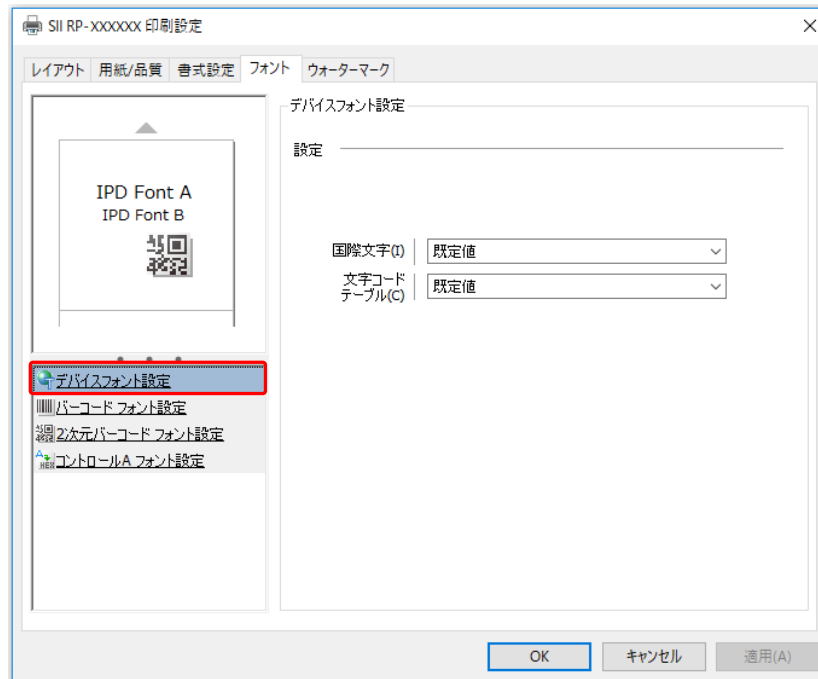 SII RP-XXXXXX 印刷設定
レイアウト 用紙/品質 書式設定 フォント ウォーターマーク
IPD Font A
IPD Font B
デバイスフォント設定
バーコード フォント設定
2次元バーコード フォント設定
コントロールA フォント設定
デバイスフォント設定
設定
国際文字(I) 既定値
文字コード
テーブル(C) 既定値
OK キャンセル 適用(A)